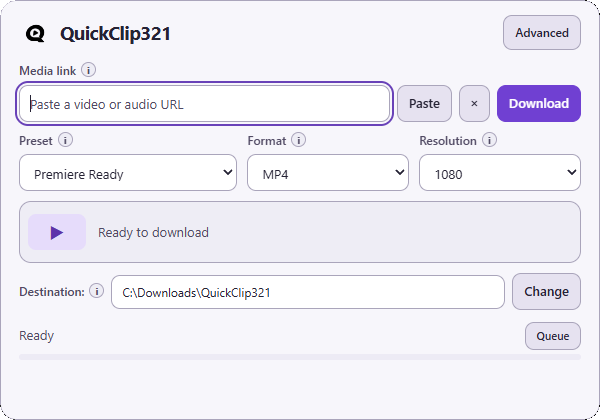 QuickClip321
Advanced
Media link i
Paste a video or audio URL
Paste
×
Download
Preset i
Format i
Resolution i
Premiere Ready
MP4
1080
Ready to download
Destination: i
C:\Downloads\QuickClip321
Change
Ready
Queue